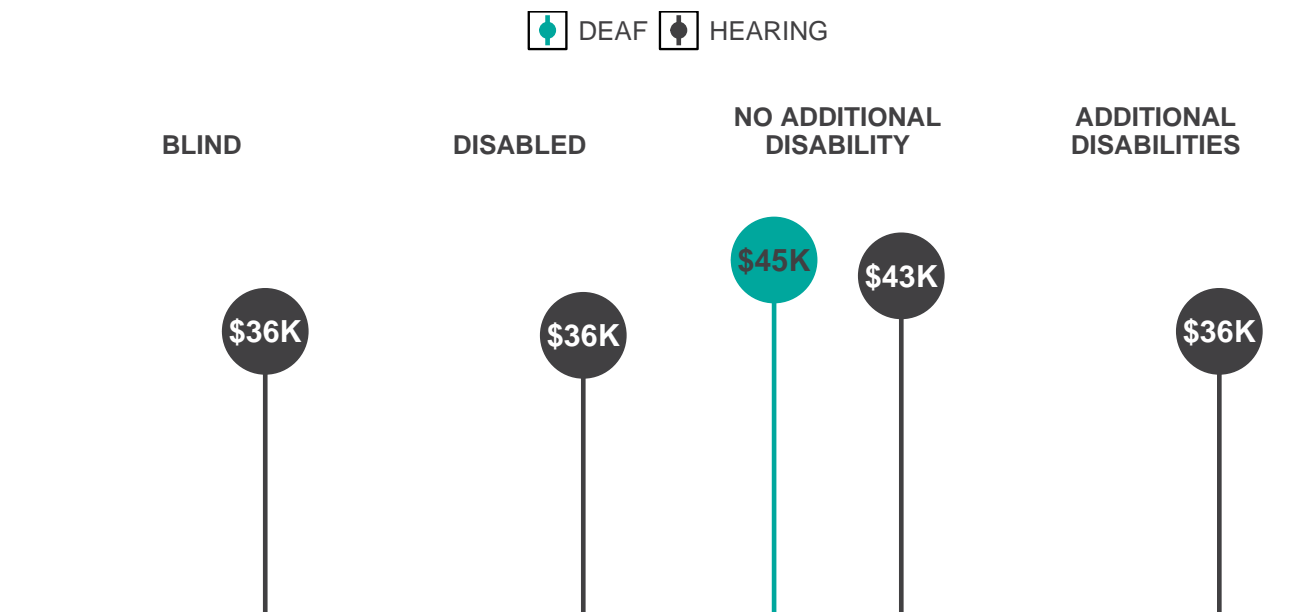 DEAF HEARING
BLIND
DISABLED
NO ADDITIONAL
DISABILITY
ADDITIONAL
DISABILITIES
$36K
$36K
$45K
$43K
$36K